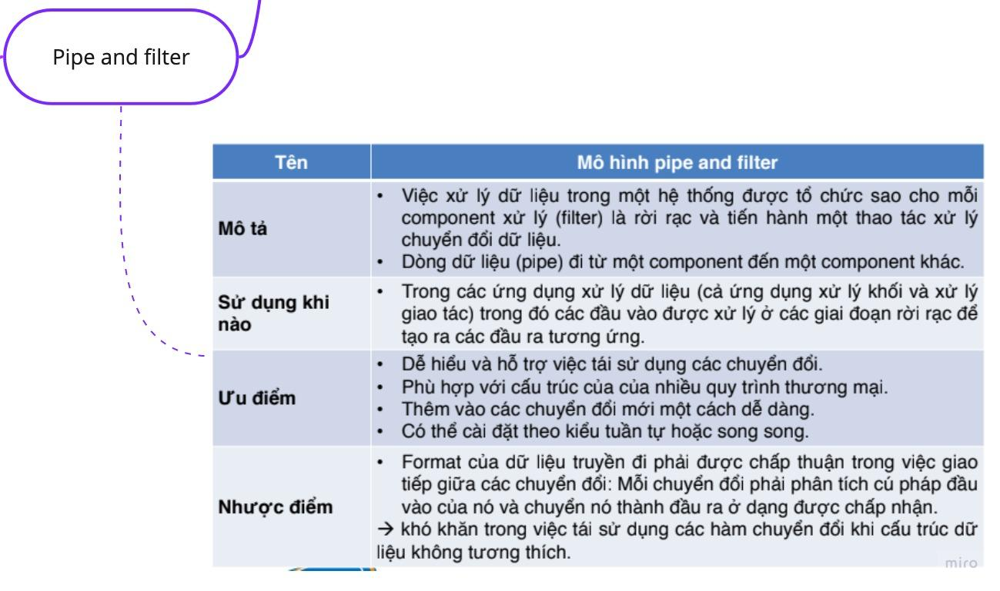 Pipe and filter
Tên
Mô hình pipe and filter
Mô tả
• Việc xử lý dữ liệu trong một hệ thống được tổ chức sao cho mỗi
component xử lý (filter) là rời rạc và tiến hành một thao tác xử lý
chuyển đổi dữ liệu.
• Dòng dữ liệu (pipe) đi từ một component đến một component khác.
Sử dụng khi
nào
• Trong các ứng dụng xử lý dữ liệu (cả ứng dụng xử lý khối và xử lý
giao tác) trong đó các đầu vào được xử lý ở các giai đoạn rời rạc để
tạo ra các đầu ra tương ứng.
Ưu điểm
• Dễ hiểu và hỗ trợ việc tái sử dụng các chuyển đổi.
• Phù hợp với cấu trúc của của nhiều quy trình thương mại.
• Thêm vào các chuyển đổi mới một cách dễ dàng.
• Có thể cài đặt theo kiểu tuần tự hoặc song song.
Nhược điểm
• Format của dữ liệu truyền đi phải được chấp thuận trong việc giao
tiếp giữa các chuyển đổi: Mỗi chuyển đổi phải phân tích cú pháp đầu
vào của nó và chuyển nó thành đầu ra ở dạng được chấp nhận.
→ khó khăn trong việc tái sử dụng các hàm chuyển đổi khi cấu trúc dữ
liệu không tương thích.
miro